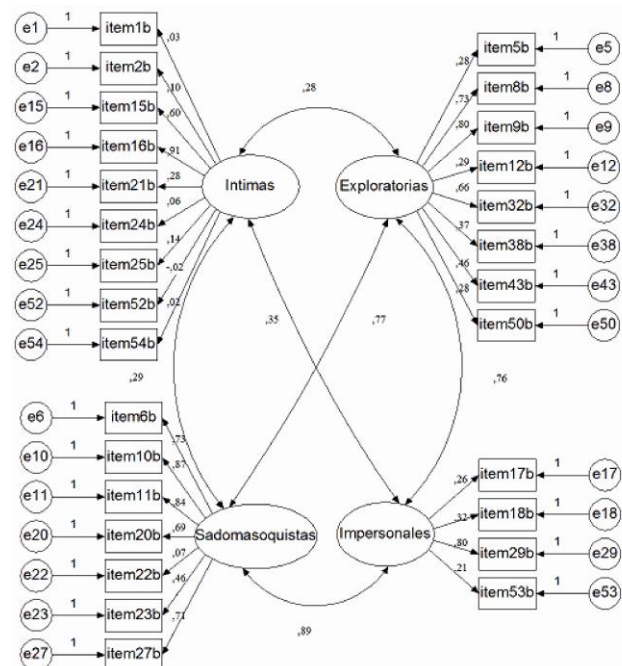 e1 1 item1b ,03
e2 1 item2b ,10
e15 1 item15b ,60
e16 1 item16b ,91
e21 1 item21b ,28
e24 1 item24b ,06
e25 1 item25b ,14
e52 1 item52b -,02
e54 1 item54b ,02
Intimas
,28
Exploratorias
,28 item5b 1 e5
,73 item8b 1 e8
,80 item9b 1 e9
,29 item12b 1 e12
,66 item32b 1 e32
,37 item38b 1 e38
,46 item43b 1 e43
,28 item50b 1 e50
,35
,77
,29
,76
e6 1 item6b ,73
e10 1 item10b ,87
e11 1 item11b ,84
e20 1 item20b ,69
e22 1 item22b ,07
e23 1 item23b ,46
e27 1 item27b ,71
Sadomasoquistas
Impersonales
,26 item17b 1 e17
,32 item18b 1 e18
,80 item29b 1 e29
,21 item53b 1 e53
,89